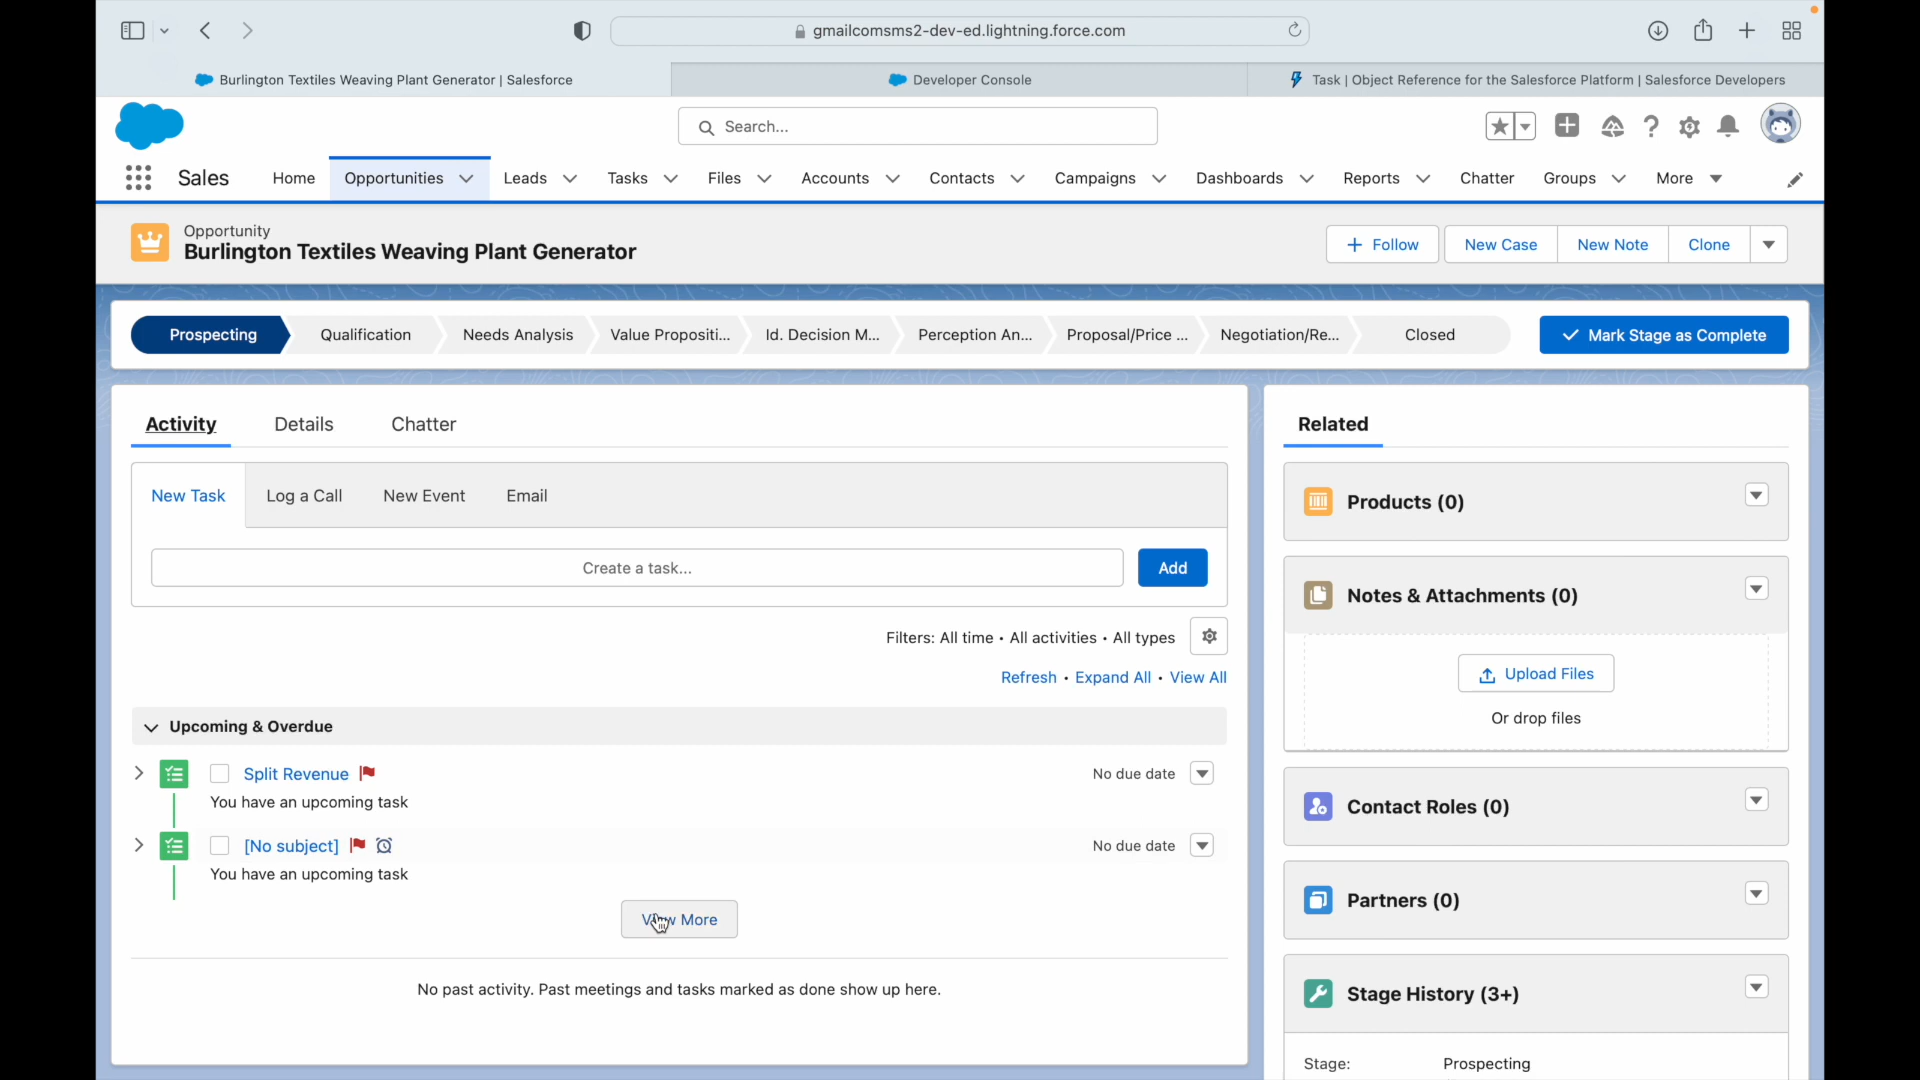 gmailcomsms2-dev-ed.lightning.force.com
Burlington Textiles Weaving Plant Generator | Salesforce
Developer Console
Task | Object Reference for the Salesforce Platform | Salesforce Developers
Search...
Sales Home Opportunities Leads Tasks Files Accounts Contacts Campaigns Dashboards Reports Chatter Groups More
Opportunity
Burlington Textiles Weaving Plant Generator
Follow New Case New Note Clone
Prospecting Qualification Needs Analysis Value Propositi... Id. Decision M... Perception An... Proposal/Price ... Negotiation/Re... Closed Mark Stage as Complete
Activity Details Chatter
New Task Log a Call New Event Email
Create a task... Add
Filters: All time • All activities • All types
Refresh • Expand All • View All
Upcoming & Overdue
Split Revenue No due date
You have an upcoming task
[No subject] No due date
You have an upcoming task
View More
No past activity. Past meetings and tasks marked as done show up here.
Related
Products (0)
Notes & Attachments (0)
Upload Files
Or drop files
Contact Roles (0)
Partners (0)
Stage History (3+)
Stage: Prospecting